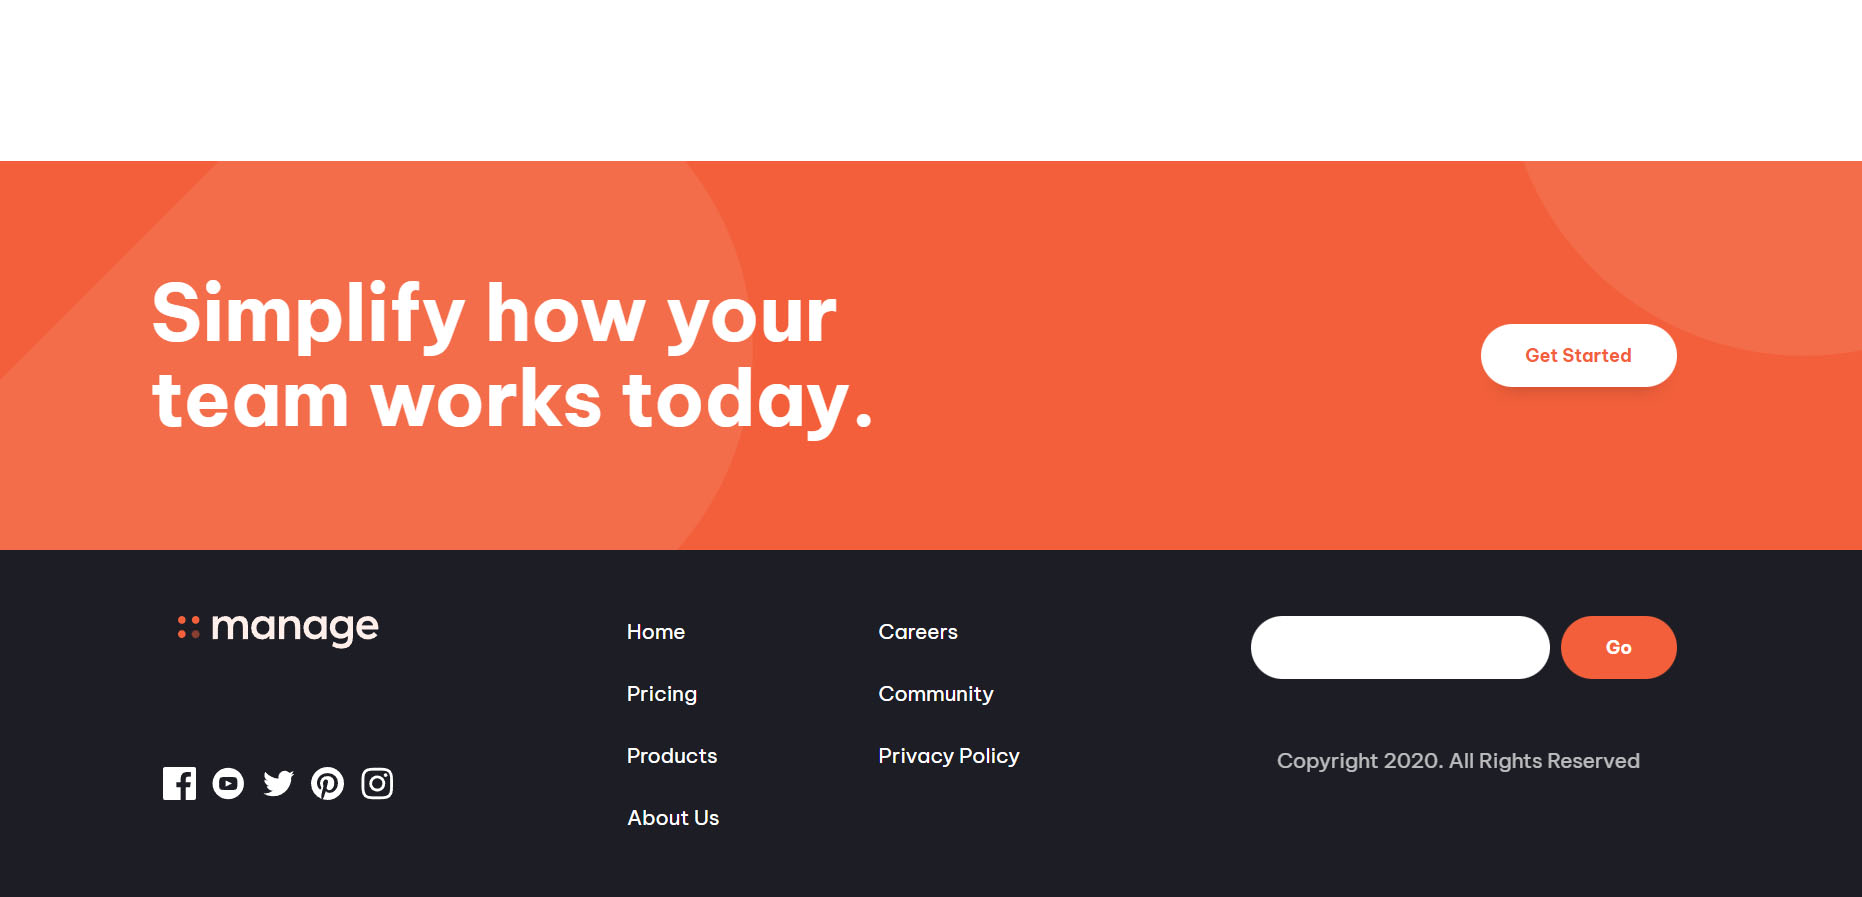 Simplify how your
team works today.
Get Started
manage
Home
Pricing
Products
About Us
Careers
Community
Privacy Policy
Go
Copyright 2020. All Rights Reserved